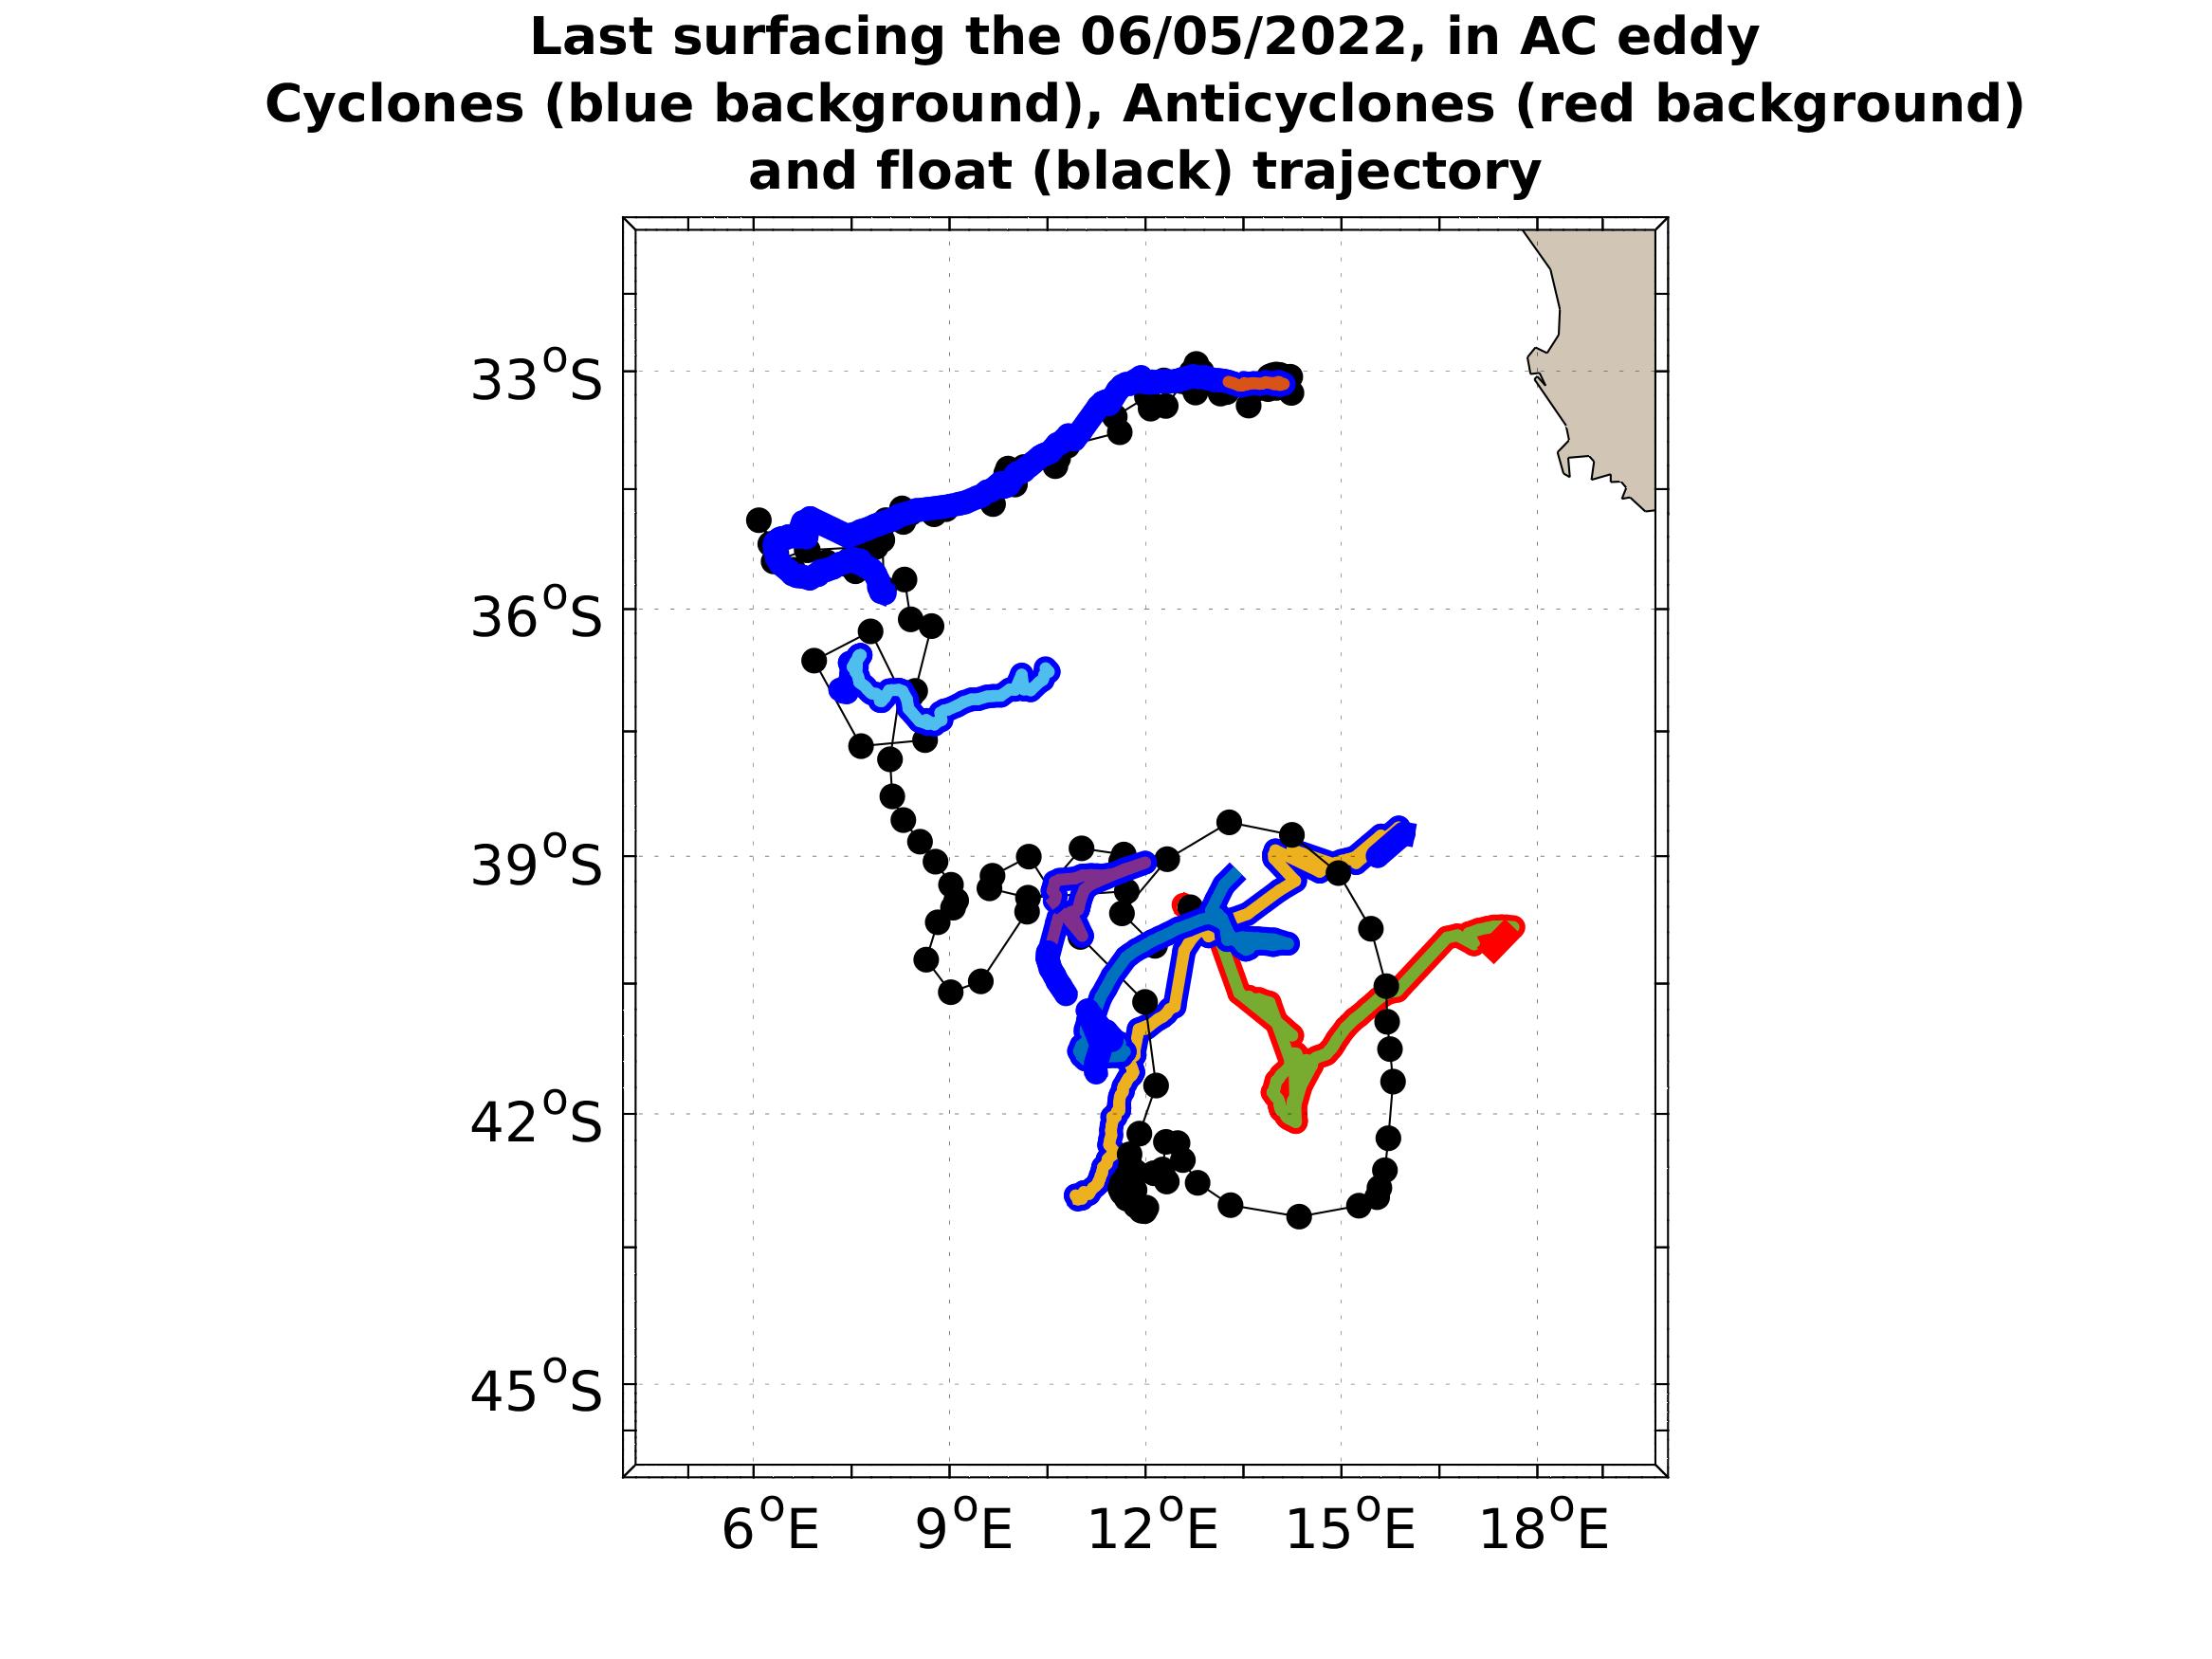 Last surfacing the 06/05/2022, in AC eddy
Cyclones (blue background), Anticyclones (red background)
and float (black) trajectory
33°S
36°S
39°S
42°S
45°S
6°E 9°E 12°E 15°E 18°E